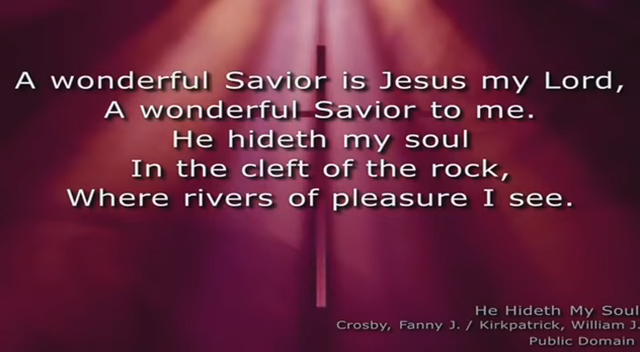 A wonderful Savior is Jesus my Lord,
A wonderful Savior to me.
He hideth my soul
In the cleft of the rock,
Where rivers of pleasure I see.
He Hideth My Soul
Crosby, Fanny J. / Kirkpatrick, William J.
Public Domain